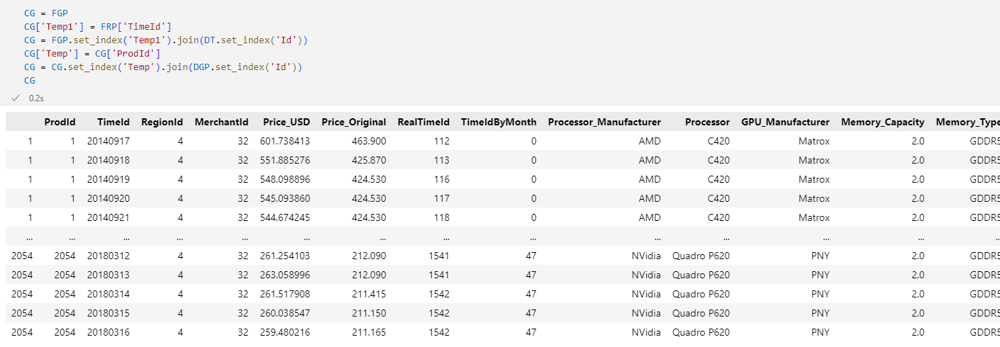 CG = FGP
CG['Temp1'] = FRP['TimeId']
CG = FGP.set_index('Temp1').join(DT.set_index('Id'))
CG['Temp'] = CG['ProdId']
CG = CG.set_index('Temp').join(DGP.set_index('Id'))
CG
0.2s
ProdId TimeId RegionId MerchantId Price_USD Price_Original RealTimeId TimeIdByMonth Processor_Manufacturer Processor GPU_Manufacturer Memory_Capacity Memory_Type
1 1 20140917 4 32 601.738413 463.900 112 0 AMD C420 Matrox 2.0 GDDR5
1 1 20140918 4 32 551.885276 425.870 113 0 AMD C420 Matrox 2.0 GDDR5
1 1 20140919 4 32 548.098896 424.530 116 0 AMD C420 Matrox 2.0 GDDR5
1 1 20140920 4 32 545.093860 424.530 117 0 AMD C420 Matrox 2.0 GDDR5
1 1 20140921 4 32 544.674245 424.530 118 0 AMD C420 Matrox 2.0 GDDR5
... ... ... ... ... ... ... ... ... ... ... ... ... ..
2054 2054 20180312 4 32 261.254103 212.090 1541 47 NVidia Quadro P620 PNY 2.0 GDDR5
2054 2054 20180313 4 32 263.058996 212.090 1541 47 NVidia Quadro P620 PNY 2.0 GDDR5
2054 2054 20180314 4 32 261.517908 211.415 1542 47 NVidia Quadro P620 PNY 2.0 GDDR5
2054 2054 20180315 4 32 260.038547 211.150 1542 47 NVidia Quadro P620 PNY 2.0 GDDR5
2054 2054 20180316 4 32 259.480216 211.165 1542 47 NVidia Quadro P620 PNY 2.0 GDDR5